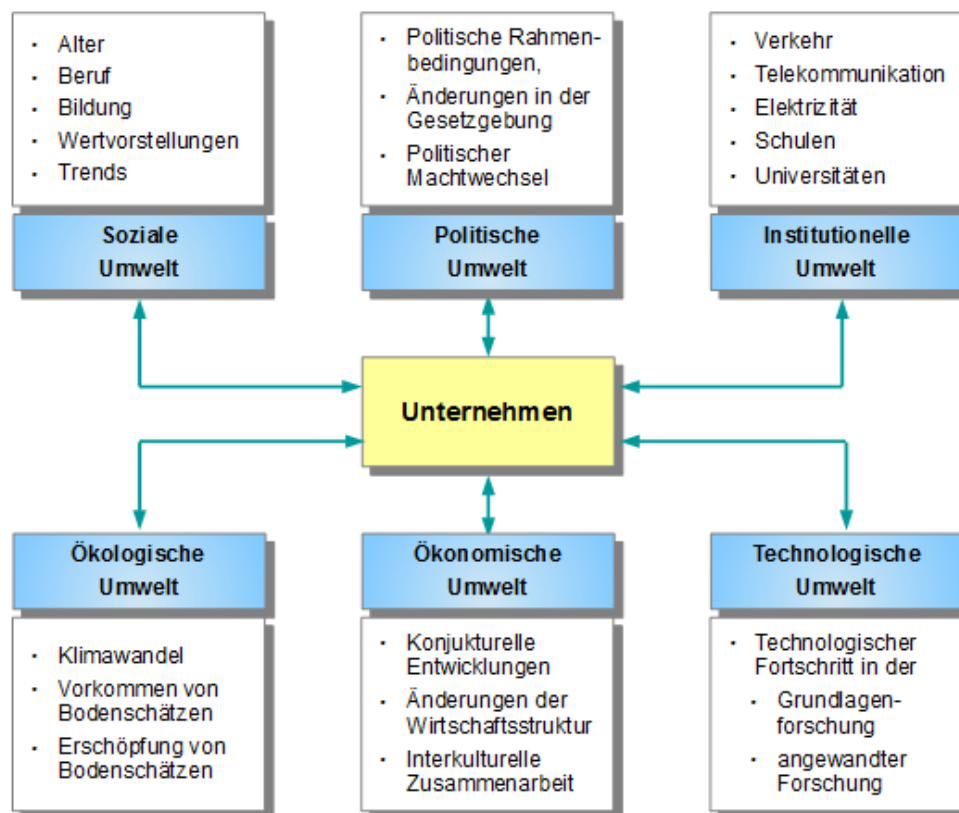 · Alter
· Beruf
· Bildung
· Wertvorstellungen
· Trends
Soziale
Umwelt
· Politische Rahmen-
bedingungen,
· Änderungen in der
Gesetzgebung
· Politischer
Machtwechsel
Politische
Umwelt
· Verkehr
· Telekommunikation
· Elektrizität
· Schulen
· Universitäten
Institutionelle
Umwelt
Unternehmen
Ökologische
Umwelt
· Klimawandel
· Vorkommen von
Bodenschätzen
· Erschöpfung von
Bodenschätzen
Ökonomische
Umwelt
· Konjukturelle
Entwicklungen
· Änderungen der
Wirtschaftsstruktur
· Interkulturelle
Zusammenarbeit
Technologische
Umwelt
· Technologischer
Fortschritt in der
· Grundlagen-
forschung
· angewandter
Forschung